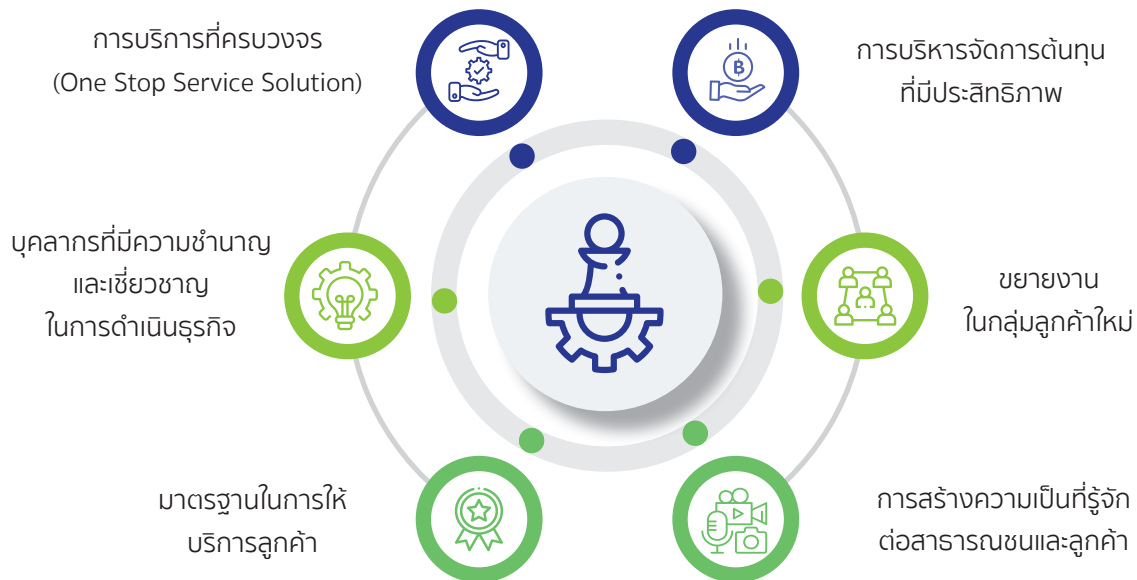 การบริการที่ครบวงจร
(One Stop Service Solution)
การบริหารจัดการต้นทุน
ที่มีประสิทธิภาพ
บุคลากรที่มีความชำนาญ
และเชี่ยวชาญ
ในการดำเนินธุรกิจ
ขยายงาน
ในกลุ่มลูกค้าใหม่
มาตรฐานในการให้
บริการลูกค้า
การสร้างความเป็นที่รู้จัก
ต่อสาธารณชนและลูกค้า